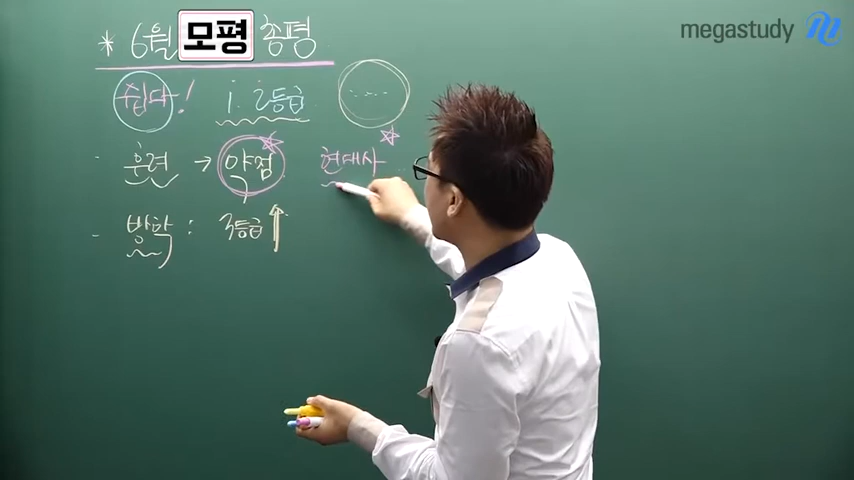 * 6월 모평 총평
megastudy
쉽다! 1. 2등급
훈련 → 약점 현대사
- 방학 : 3등급 ↑